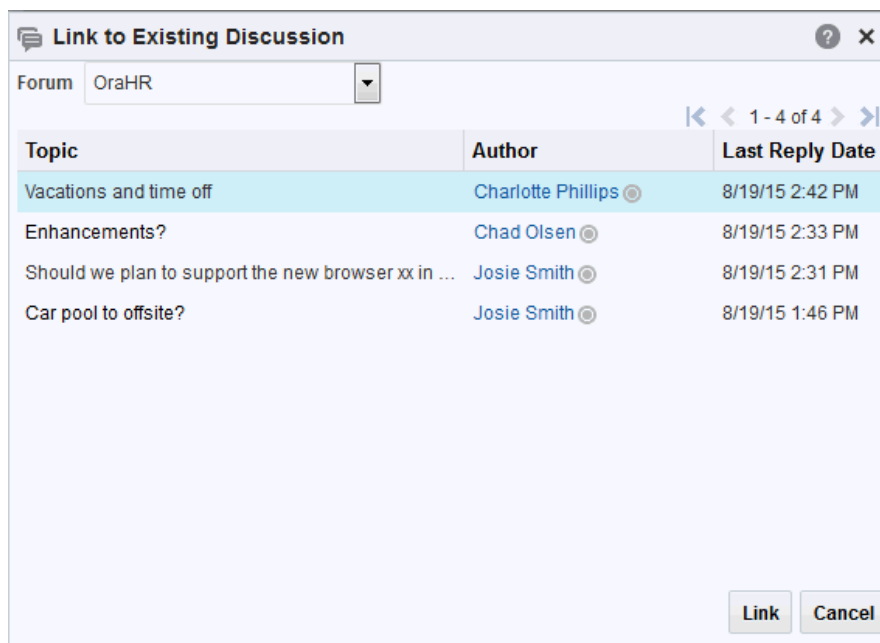 Link to Existing Discussion
Forum OraHR
1 - 4 of 4
Topic Author Last Reply Date
Vacations and time off Charlotte Phillips 8/19/15 2:42 PM
Enhancements? Chad Olsen 8/19/15 2:33 PM
Should we plan to support the new browser xx in ... Josie Smith 8/19/15 2:31 PM
Car pool to offsite? Josie Smith 8/19/15 1:46 PM
Link Cancel